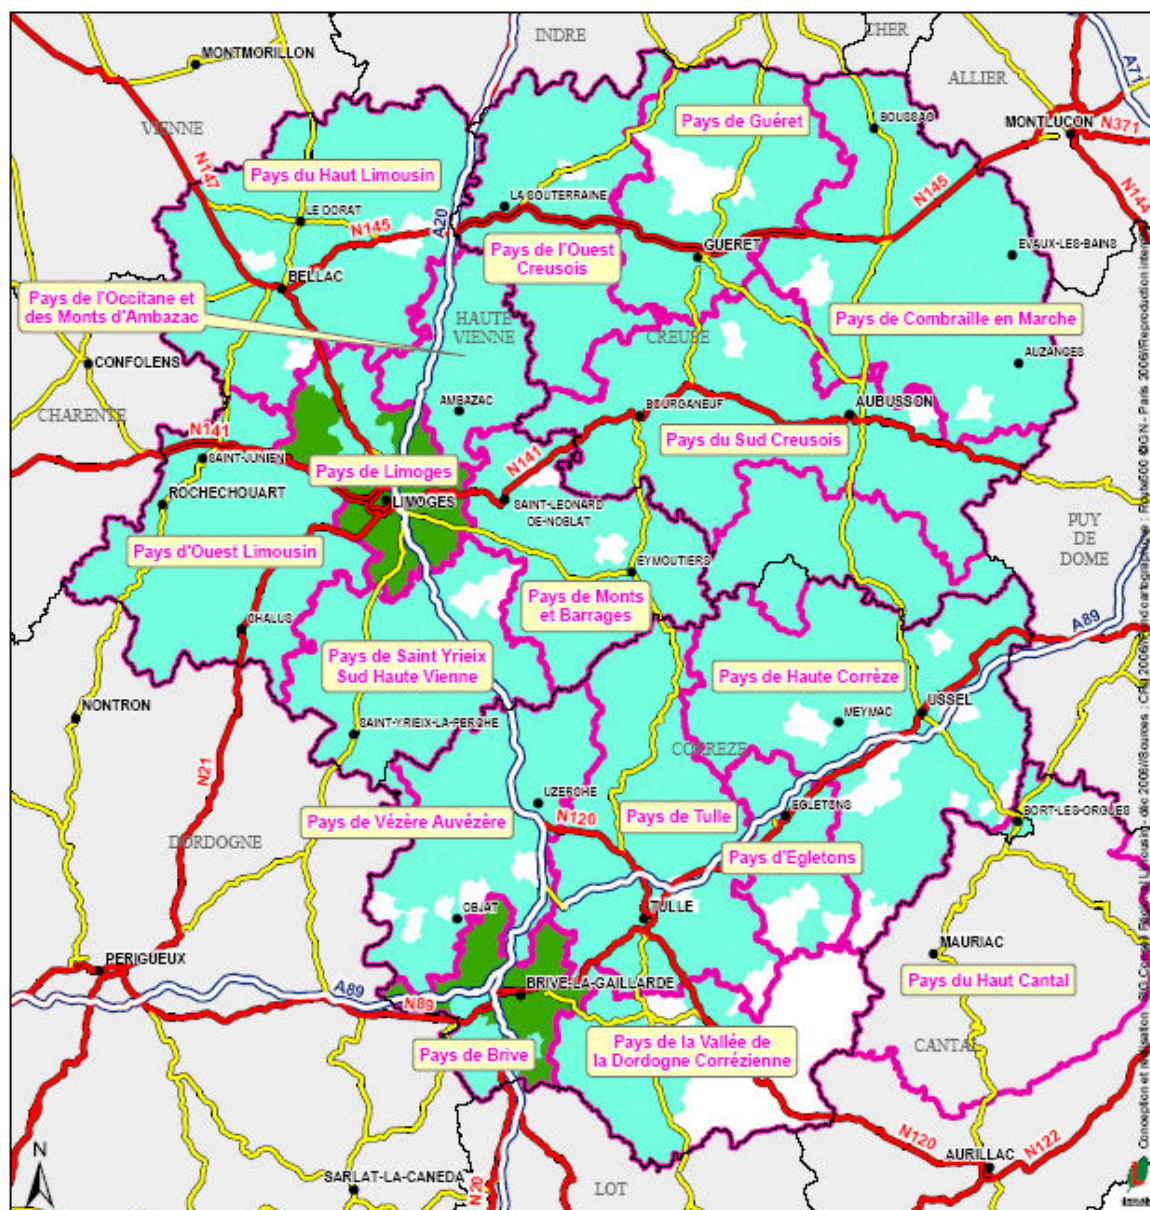 INDRE
CHER
MONTMORILLON
ALLIER
A71
VIENNE
Pays de Guéret
BOUSSAC
MONTLUCON
N371
N147
Pays du Haut Limousin
LA SOUTERRAINE
N145
N144
LE DORAT
A20
N145
Pays de l'Ouest
Creusois
GUERET
EVAUX-LES-BAINS
BELLAC
Pays de l'Occitane et
des Monts d'Ambazac
HAUTE
VIENNE
CREUSE
Pays de Combraille en Marche
CONFOLENS
AUZANCES
CHARENTE
AMBAZAC
BOURGANEUF
AUBUSSON
N141
Pays du Sud Creusois
SAINT-JUNIEN
Pays de Limoges
N141
ROCHECHOUART
LIMOGES
SAINT-LEONARD
DE-NOBLAT
PUY
DE
DOME
Pays d'Ouest Limousin
EYMOUTIERS
Pays de Monts
et Barrages
CHALUS
A89
Pays de Saint Yrieix
Sud Haute Vienne
Pays de Haute Corrèze
NONTRON
USSEL
MEYMAC
SAINT-YRIEIX-LA-PERCHE
CORREZE
N21
UZERCHE
EGLETONS
BORT-LES-ORGUES
Pays de Vézère Auvézère
N120
Pays de Tulle
DORDOGNE
Pays d'Egletons
OBJAT
TULLE
MAURIAC
PERIGUEUX
Pays du Haut Cantal
A89
N89
BRIVE-LA-GAILLARDE
Pays de Brive
Pays de la Vallée de
la Dordogne Corrézienne
CANTAL
N120
N122
AURILLAC
N
SARLAT-LA-CANEDA
N20
LOT